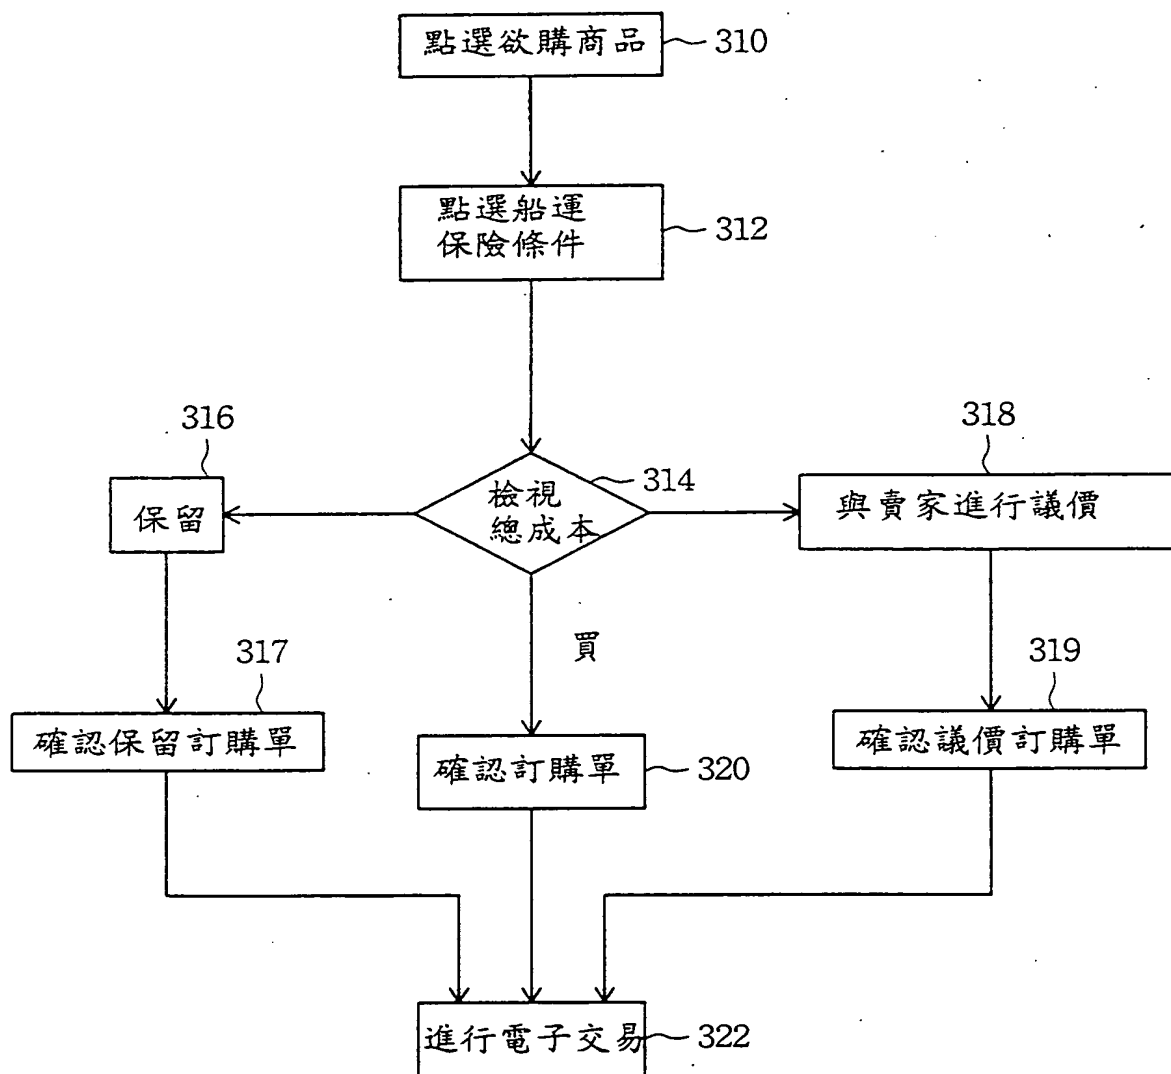 點選欲購商品
310
點選船運
保險條件
312
316
318
檢視
總成本
314
保留
與賣家進行議價
買
317
319
確認保留訂購單
確認訂購單
320
確認議價訂購單
進行電子交易
322